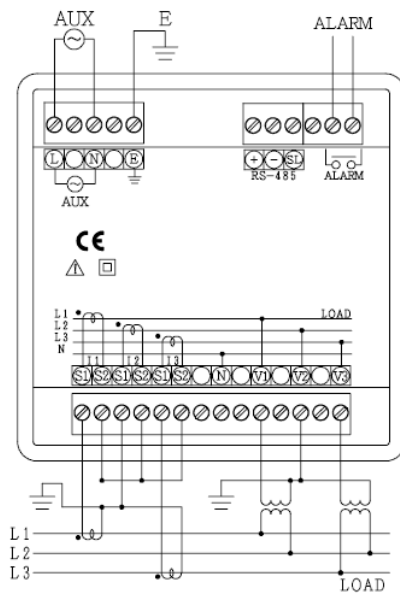 AUX E ALARM
L N E + - SL
RS-485 ALARM
AUX
CE
L1 LOAD
L2
L3
N I1 I2 I3
S1 S2 S1 S2 S1 S2 N V1 V2 V3
L1
L2
L3
LOAD